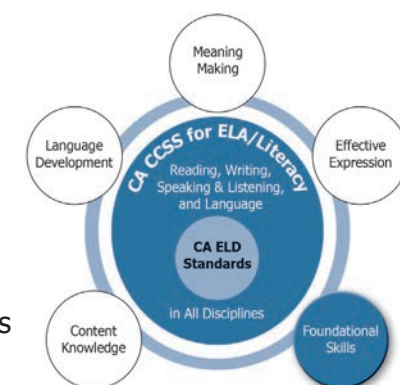 Meaning
Making
Language
Development
Effective
Expression
CA CCSS for ELA/Literacy
Reading, Writing,
Speaking & Listening,
and Language
CA ELD
Standards
in All Disciplines
s
Content
Knowledge
Foundational
Skills